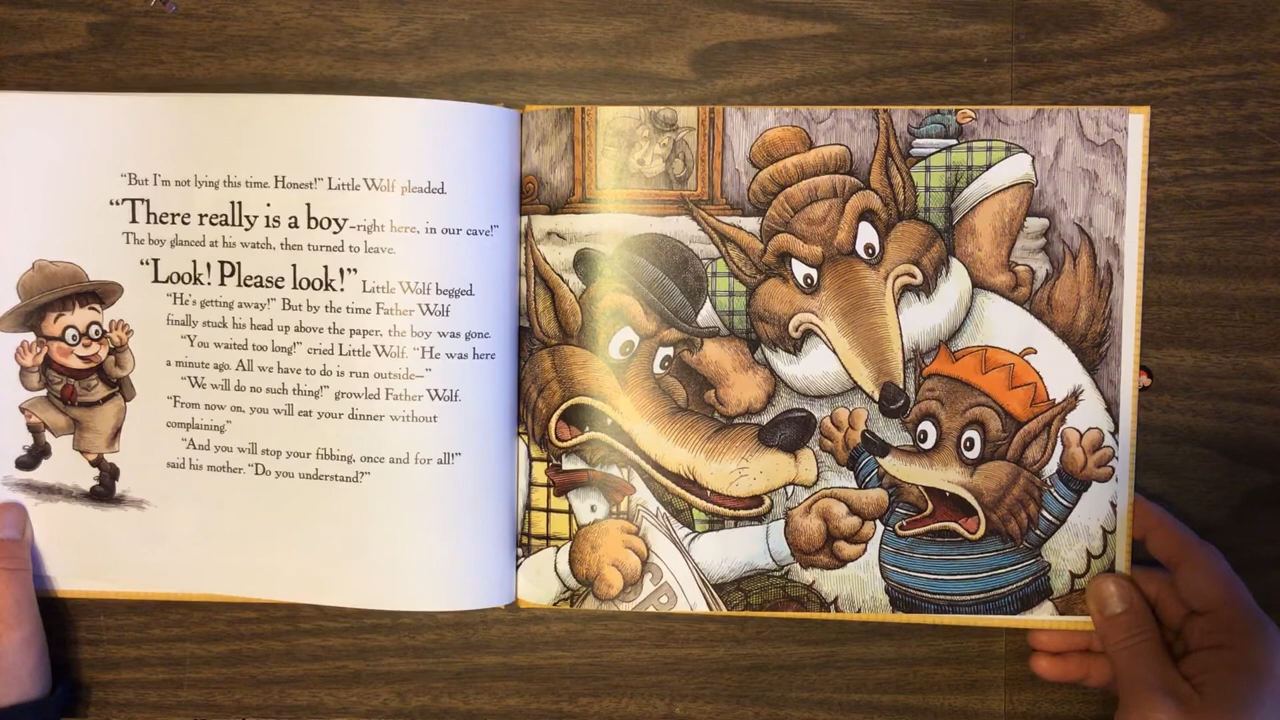 “But I’m not lying this time. Honest!” Little Wolf pleaded.
“There really is a boy–right here, in our cave!”
The boy glanced at his watch, then turned to leave.
“Look! Please look!” Little Wolf begged.
“He’s getting away!” But by the time Father Wolf
finally stuck his head up above the paper, the boy was gone.
“You waited too long!” cried Little Wolf. “He was here
a minute ago. All we have to do is run outside—”
“We will do no such thing!” growled Father Wolf.
“From now on, you will eat your dinner without
complaining.”
“And you will stop your fibbing, once and for all!”
said his mother. “Do you understand?”